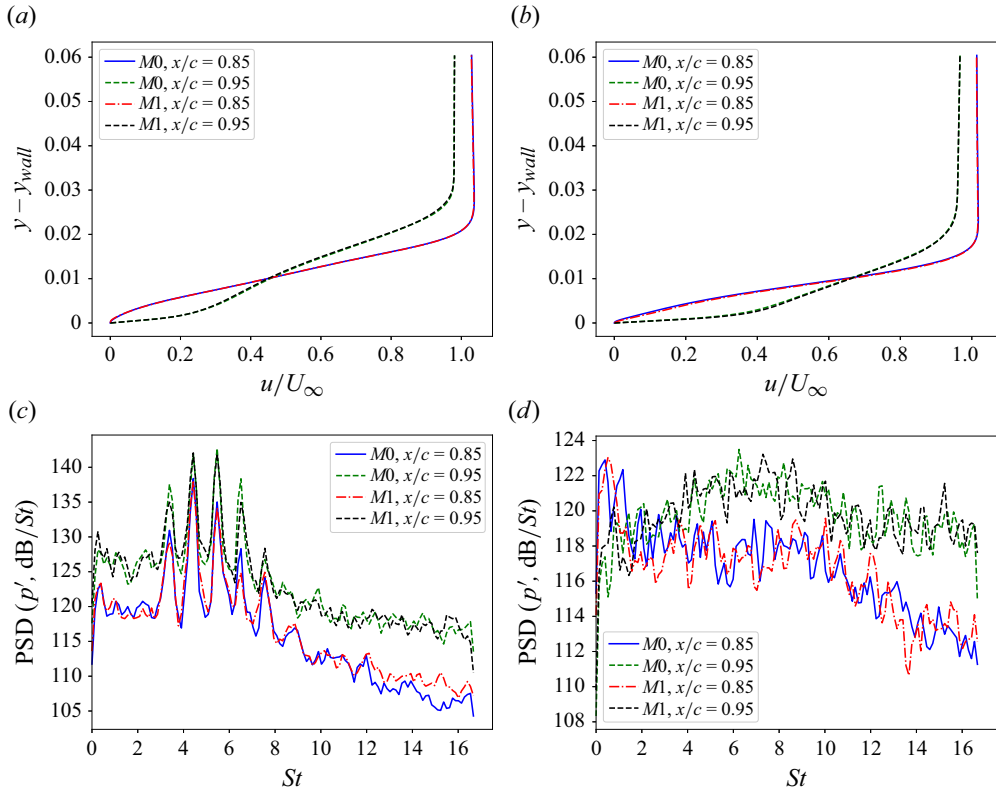 (a)
(b)
0.06
0.05
0.04
0.03
0.02
0.01
0
y – y_wall
M0, x/c = 0.85
M0, x/c = 0.95
M1, x/c = 0.85
M1, x/c = 0.95
0
0.2
0.4
0.6
0.8
1.0
u/U∞
0.06
0.05
0.04
0.03
0.02
0.01
0
y – y_wall
M0, x/c = 0.85
M0, x/c = 0.95
M1, x/c = 0.85
M1, x/c = 0.95
0
0.2
0.4
0.6
0.8
1.0
u/U∞
(c)
(d)
140
135
130
125
120
115
110
105
PSD (p′, dB/St)
M0, x/c = 0.85
M0, x/c = 0.95
M1, x/c = 0.85
M1, x/c = 0.95
0
2
4
6
8
10
12
14
16
St
124
122
120
118
116
114
112
110
108
PSD (p′, dB/St)
M0, x/c = 0.85
M0, x/c = 0.95
M1, x/c = 0.85
M1, x/c = 0.95
0
2
4
6
8
10
12
14
16
St